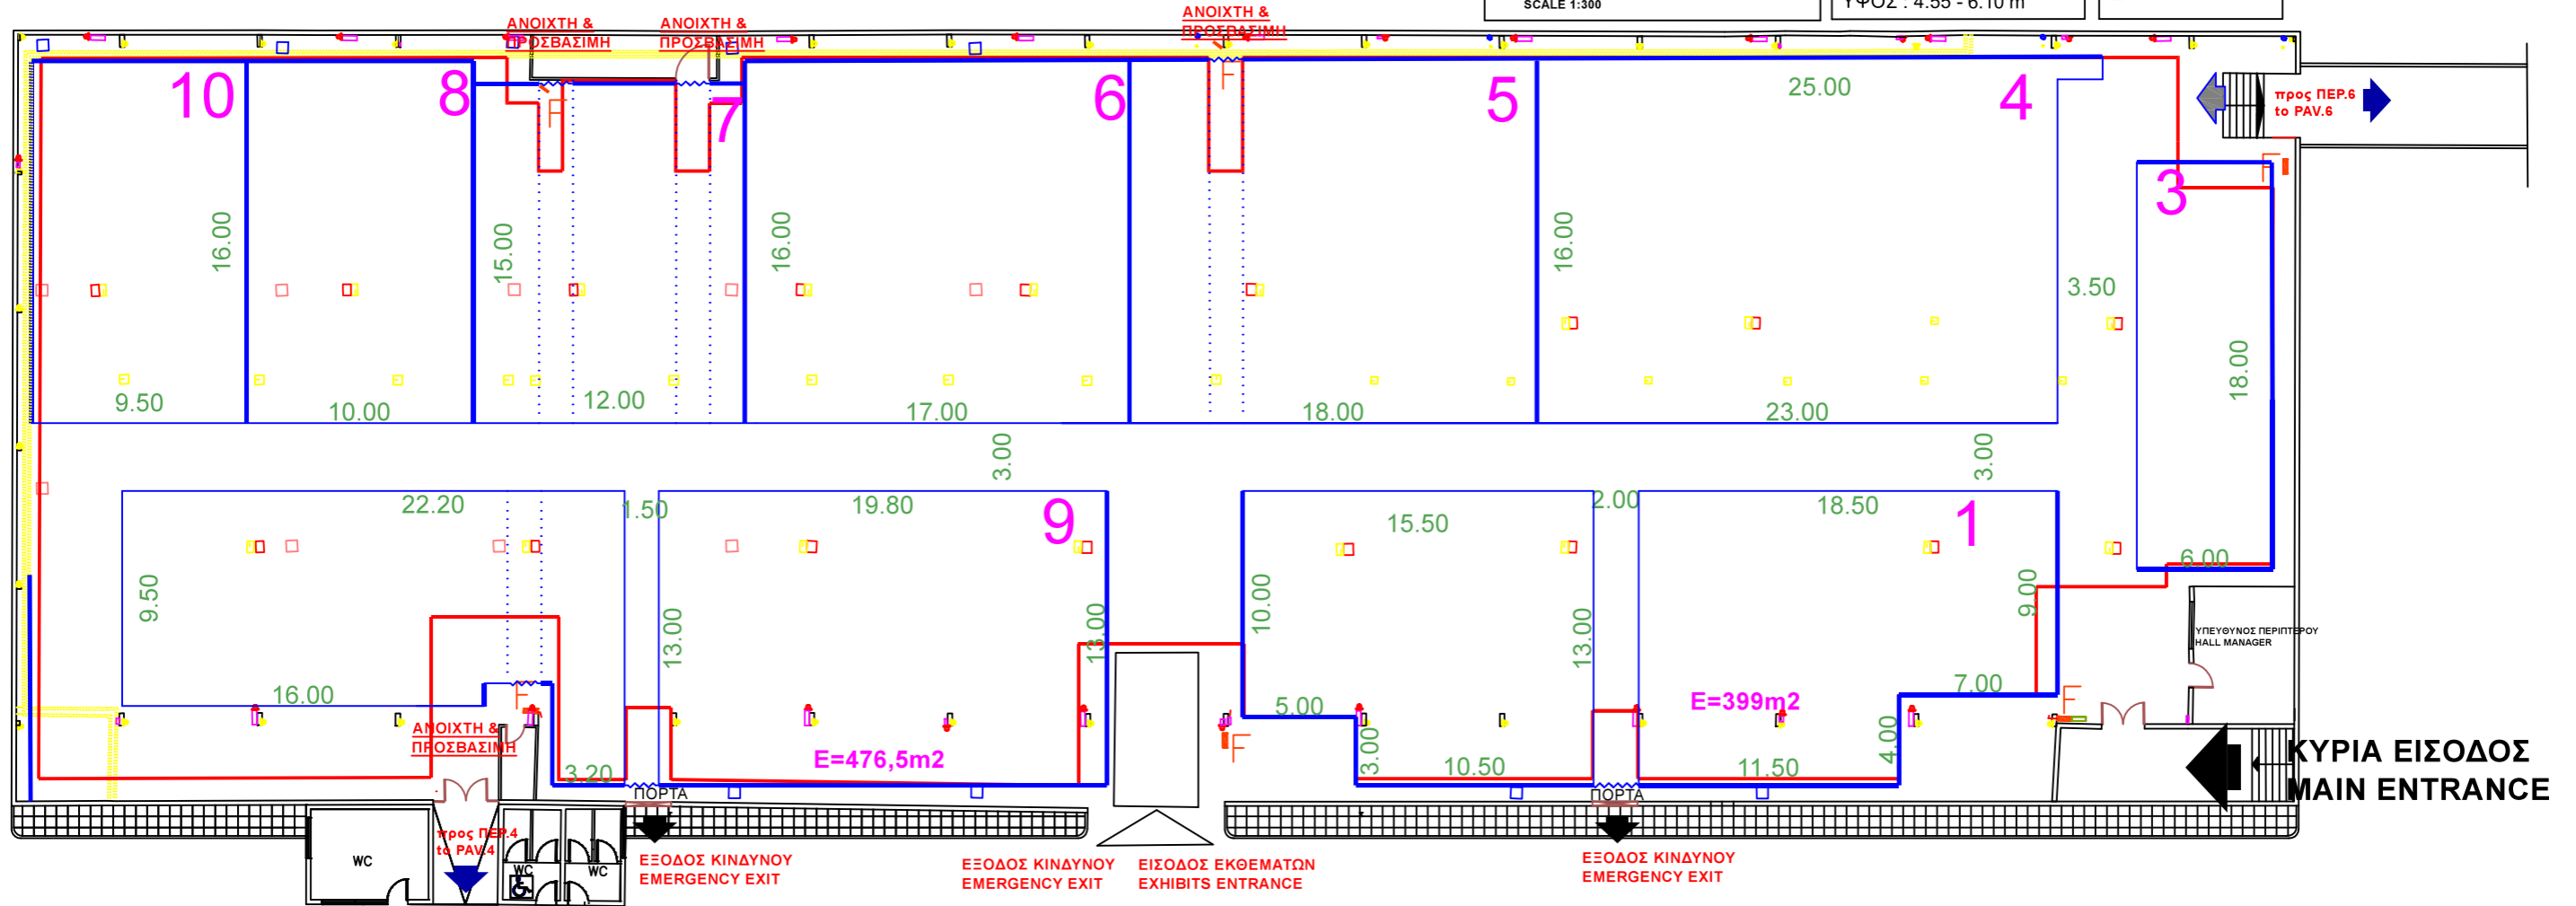 SCALE 1:300
ΥΨΟΣ : 4.55 - 6.10 m
ΑΝΟΙΧΤΗ &
ΠΡΟΣΒΑΣΙΜΗ
ΑΝΟΙΧΤΗ &
ΠΡΟΣΒΑΣΙΜΗ
ΑΝΟΙΧΤΗ &
ΠΡΟΣΒΑΣΙΜΗ
10
8
7
6
5
25.00
4
προς ΠΕΡ.6
to PAV.6
F
F
F
3
16.00
15.00
16.00
16.00
3.50
18.00
9.50
10.00
12.00
17.00
18.00
23.00
3.00
3.00
22.20
1.50
19.80
9
15.50
2.00
18.50
1
6.00
9.50
13.00
13.00
10.00
13.00
9.00
ΥΠΕΥΘΥΝΟΣ ΠΕΡΙΠΤΕΡΟΥ
HALL MANAGER
16.00
F
5.00
E=399m2
7.00
F
ΑΝΟΙΧΤΗ &
ΠΡΟΣΒΑΣΙΜΗ
E=476,5m2
F
3.00
4.00
3.20
10.50
11.50
ΚΥΡΙΑ ΕΙΣΟΔΟΣ
MAIN ENTRANCE
ΠΟΡΤΑ
ΠΟΡΤΑ
προς ΠΕΡ.4
to PAV.4
WC
WC
WC
ΕΞΟΔΟΣ ΚΙΝΔΥΝΟΥ
EMERGENCY EXIT
ΕΞΟΔΟΣ ΚΙΝΔΥΝΟΥ
EMERGENCY EXIT
ΕΙΣΟΔΟΣ ΕΚΘΕΜΑΤΩΝ
EXHIBITS ENTRANCE
ΕΞΟΔΟΣ ΚΙΝΔΥΝΟΥ
EMERGENCY EXIT